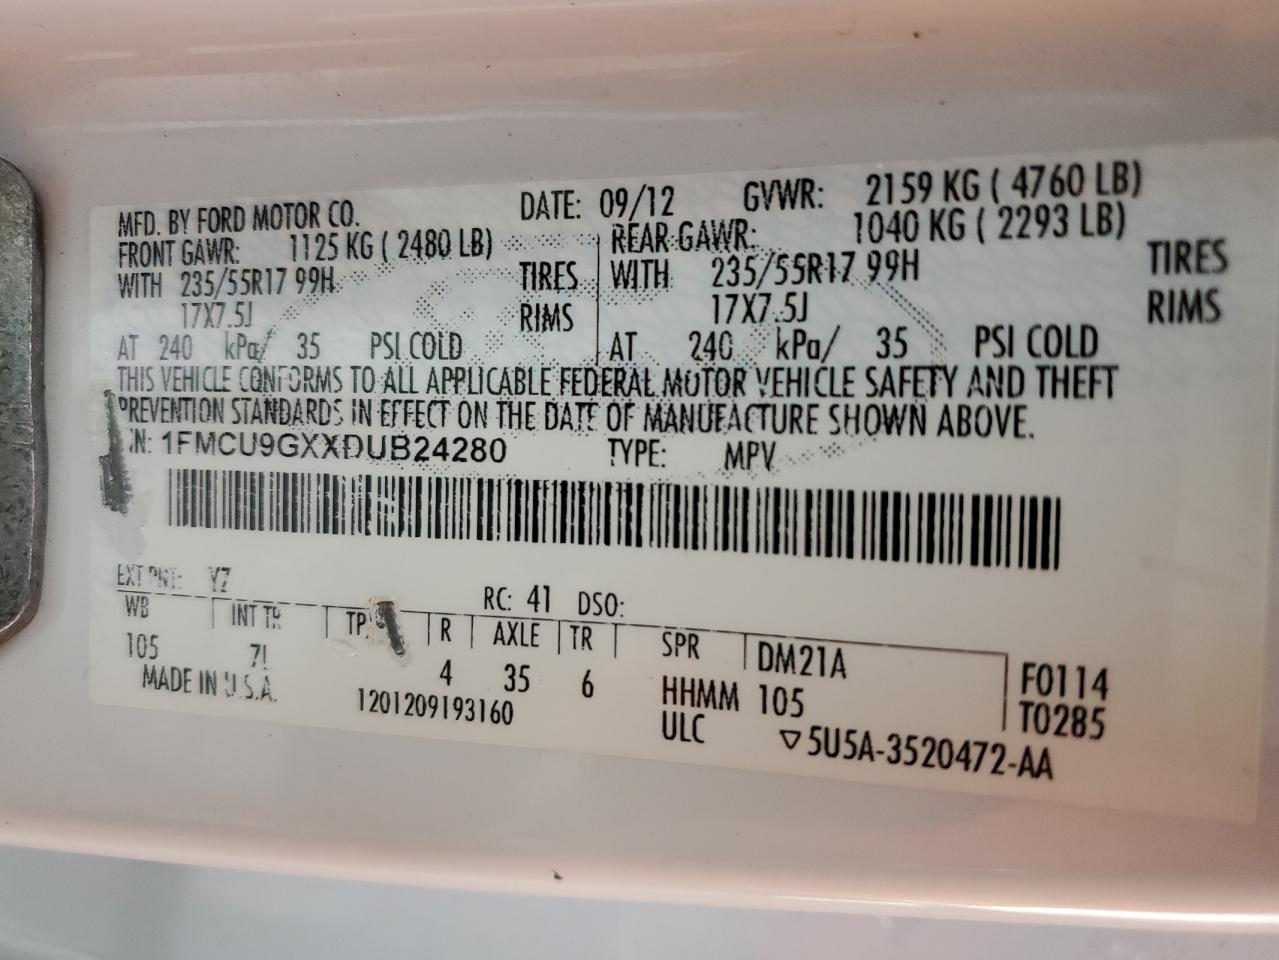 MFD. BY FORD MOTOR CO. DATE: 09/12 GVWR: 2159 KG ( 4760 LB)
FRONT GAWR: 1125 KG ( 2480 LB) REAR GAWR: 1040 KG ( 2293 LB)
WITH 235/55R17 99H TIRES WITH 235/55R17 99H TIRES
17X7.5J RIMS 17X7.5J RIMS
AT 240 kPa/ 35 PSI COLD AT 240 kPa/ 35 PSI COLD
THIS VEHICLE CONFORMS TO ALL APPLICABLE FEDERAL MOTOR VEHICLE SAFETY AND THEFT
PREVENTION STANDARDS IN EFFECT ON THE DATE OF MANUFACTURE SHOWN ABOVE.
1FMCU9GXXDUB24280 TYPE: MPV
EXT PNT: YZ RC: 41 DSO:
WB INT TR R AXLE TR SPR DM21A
105 4 35 6 HHMM 105 F0114
MADE IN U.S.A. 1201209193160 ULC T0285
▽5U5A-3520472-AA